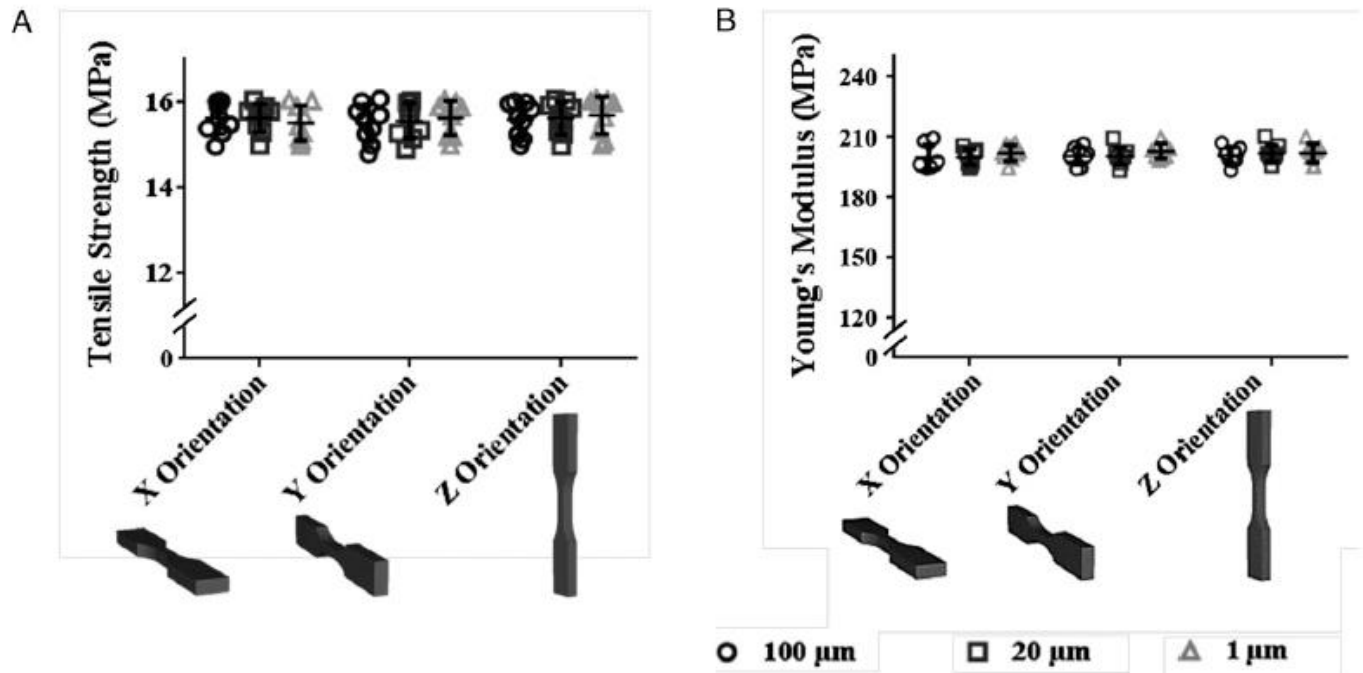 A
Tensile Strength (MPa)
16
14
12
0
X Orientation
Y Orientation
Z Orientation
B
Young's Modulus (MPa)
240
210
180
150
120
0
X Orientation
Y Orientation
Z Orientation
100 μm
20 μm
1 μm